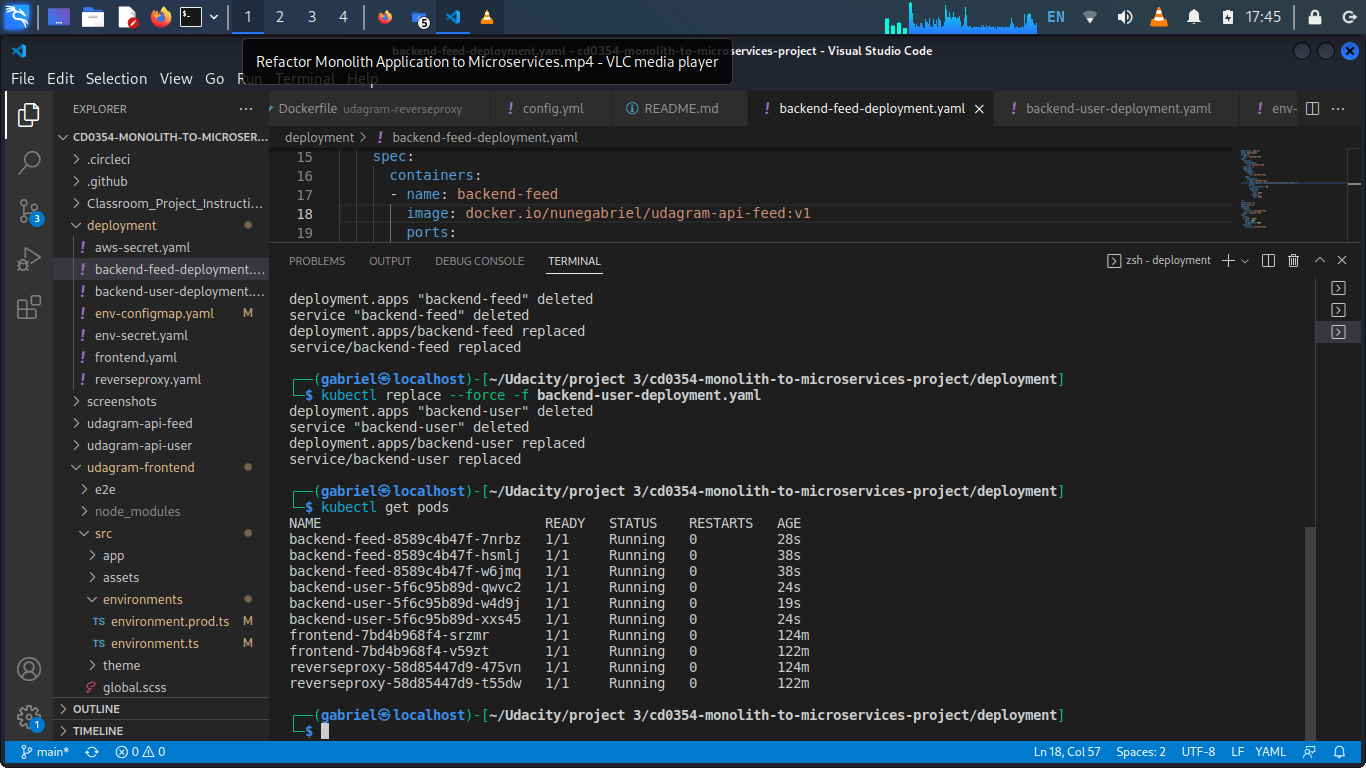 1 2 3 4 5 EN 17:45
backend-feed-deployment.yaml - cd0354-monolith-to-microservices-project - Visual Studio Code
Refactor Monolith Application to Microservices.mp4 - VLC media player
File Edit Selection View Go Run Terminal Help
EXPLORER
Dockerfile udagram-reverseproxy ! config.yml README.md ! backend-feed-deployment.yaml ! backend-user-deployment.yaml ! env-
deployment > ! backend-feed-deployment.yaml
CD0354-MONOLITH-TO-MICROSER...
.circleci
.github
Classroom_Project_Instructi...
deployment
! aws-secret.yaml
! backend-feed-deployment....
! backend-user-deployment....
! env-configmap.yaml M
! env-secret.yaml
! frontend.yaml
! reverseproxy.yaml
screenshots
udagram-api-feed
udagram-api-user
udagram-frontend
e2e
node_modules
src
app
assets
environments
TS environment.prod.ts M
TS environment.ts M
theme
global.scss
OUTLINE
TIMELINE
3
1
15 spec:
16 containers:
17 - name: backend-feed
18 image: docker.io/nunegabriel/udagram-api-feed:v1
19 ports:
PROBLEMS OUTPUT DEBUG CONSOLE TERMINAL zsh - deployment
deployment.apps "backend-feed" deleted
service "backend-feed" deleted
deployment.apps/backend-feed replaced
service/backend-feed replaced
(gabriel㉿localhost)-[~/Udacity/project 3/cd0354-monolith-to-microservices-project/deployment]
$ kubectl replace --force -f backend-user-deployment.yaml
deployment.apps "backend-user" deleted
service "backend-user" deleted
deployment.apps/backend-user replaced
service/backend-user replaced
(gabriel㉿localhost)-[~/Udacity/project 3/cd0354-monolith-to-microservices-project/deployment]
$ kubectl get pods
NAME READY STATUS RESTARTS AGE
backend-feed-8589c4b47f-7nrbz 1/1 Running 0 28s
backend-feed-8589c4b47f-hsmlj 1/1 Running 0 38s
backend-feed-8589c4b47f-w6jmq 1/1 Running 0 38s
backend-user-5f6c95b89d-qwvc2 1/1 Running 0 24s
backend-user-5f6c95b89d-w4d9j 1/1 Running 0 19s
backend-user-5f6c95b89d-xxs45 1/1 Running 0 24s
frontend-7bd4b968f4-srzmr 1/1 Running 0 124m
frontend-7bd4b968f4-v59zt 1/1 Running 0 122m
reverseproxy-58d85447d9-475vn 1/1 Running 0 124m
reverseproxy-58d85447d9-t55dw 1/1 Running 0 122m
(gabriel㉿localhost)-[~/Udacity/project 3/cd0354-monolith-to-microservices-project/deployment]
$
main* 0 0 Ln 18, Col 57 Spaces: 2 UTF-8 LF YAML